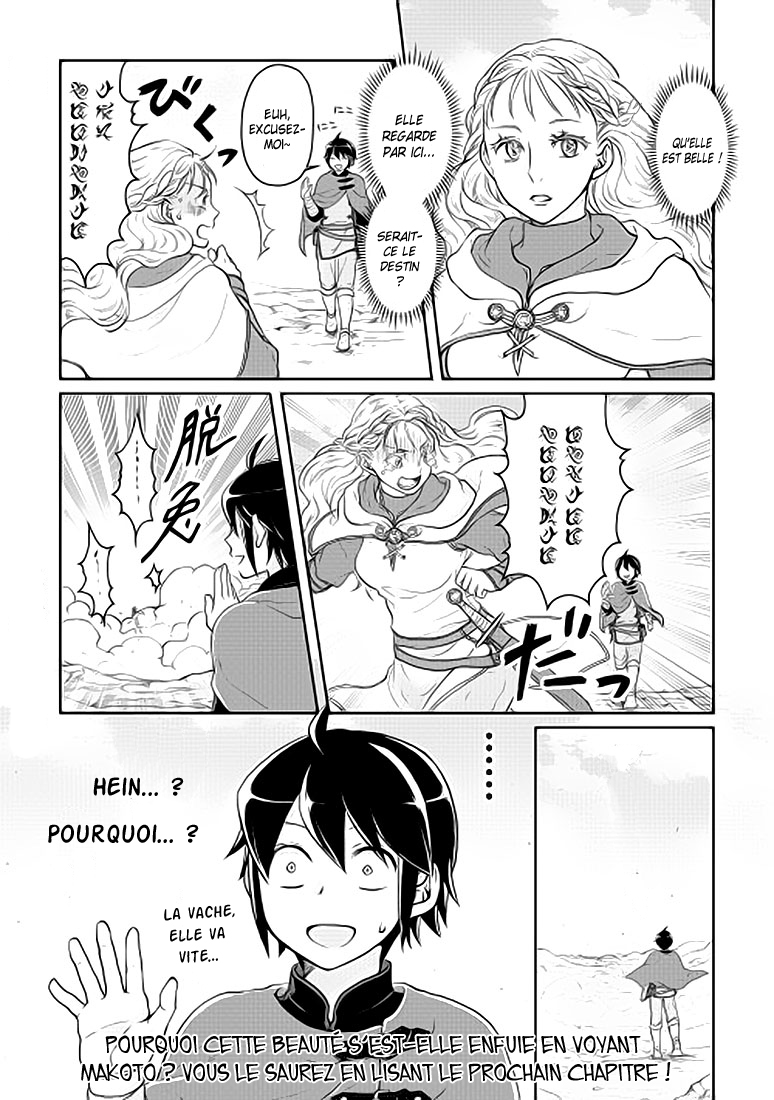 QU'ELLE
EST BELLE !
ELLE
REGARDE
PAR ICI...
SERAIT-
CE LE
DESTIN
?
EUH,
EXCUSEZ-
MOI~
びくっ
だっ
脱兎
HEIN... ?
POURQUOI... ?
LA VACHE,
ELLE VA
VITE...
POURQUOI CETTE BEAUTÉ S'EST-ELLE ENFUIE EN VOYANT
MAKOTO ? VOUS LE SAUREZ EN LISANT LE PROCHAIN CHAPITRE !